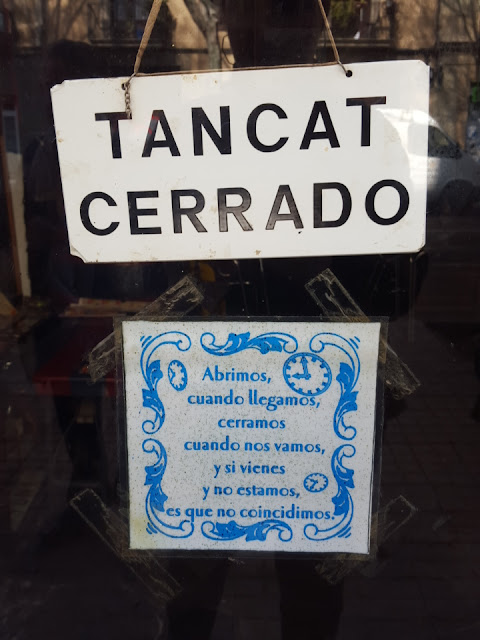 TANCAT
CERRADO
Abrimos,
cuando llegamos,
cerramos
cuando nos vamos,
y si vienes
y no estamos,
es que no coincidimos.